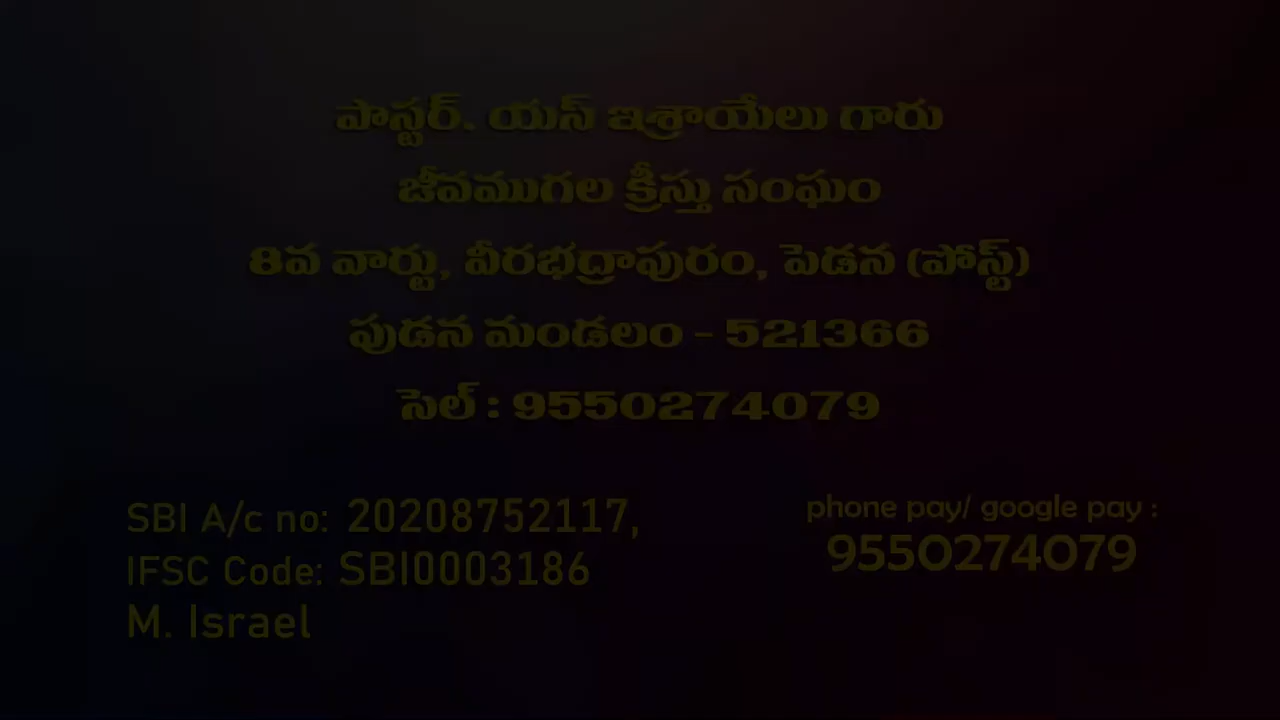 పాస్టర్. యస్ ఇశ్రాయేలు గారు
జీవముగల క్రీస్తు సంఘం
8వ వార్టు, వీరభద్రాపురం, పెడన (పోస్ట్)
పుడన మండలం - 521366
సెల్ : 9550274079
SBI A/c no: 20208752117,
IFSC Code: SBI0003186
M. Israel
phone pay/ google pay :
9550274079